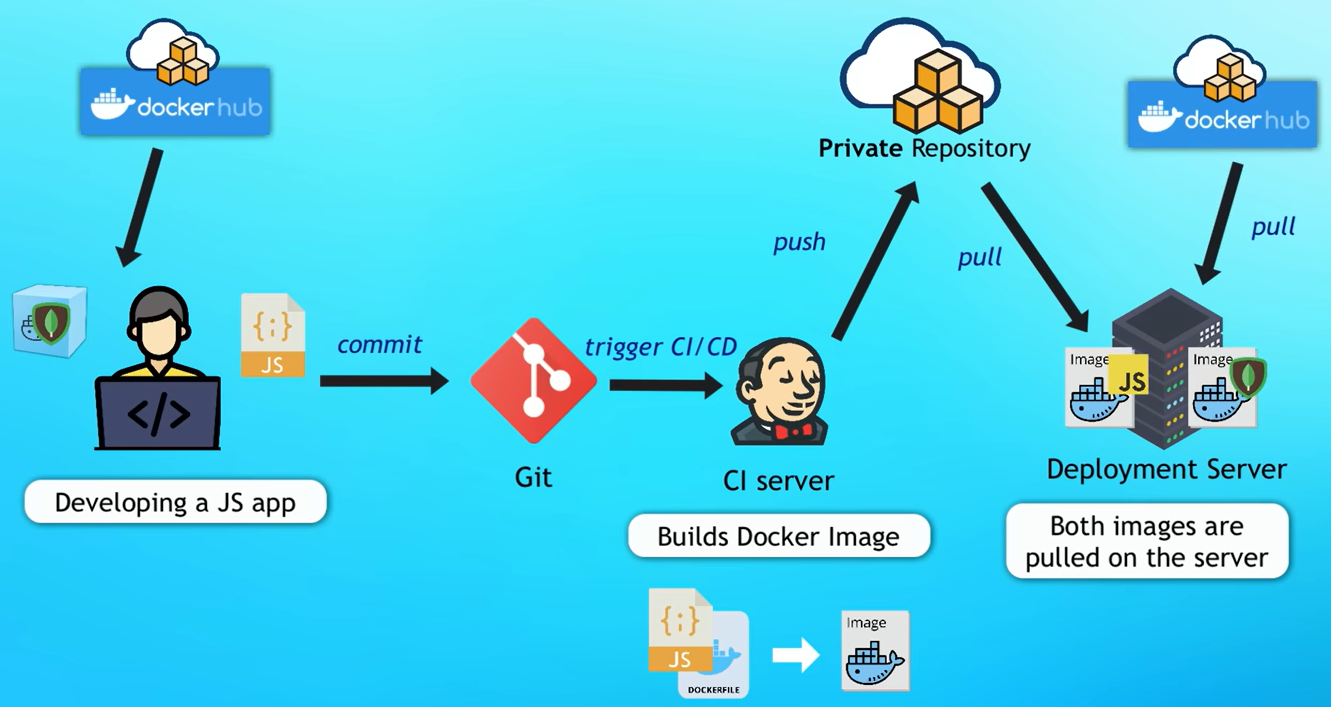 docker hub
docker hub
Private Repository
push
pull
pull
{;}
JS
commit
trigger CI/CD
</>
Image
JS
Image
Git
CI server
Deployment Server
Developing a JS app
Builds Docker Image
Both images are
pulled on the server
{;}
JS
DOCKERFILE
Image